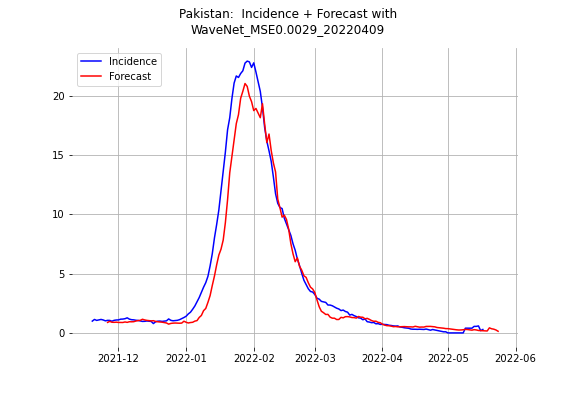 Pakistan:  Incidence + Forecast with
WaveNet_MSE0.0029_20220409
Incidence
Forecast
20
15
10
5
0
2021-12 2022-01 2022-02 2022-03 2022-04 2022-05 2022-06